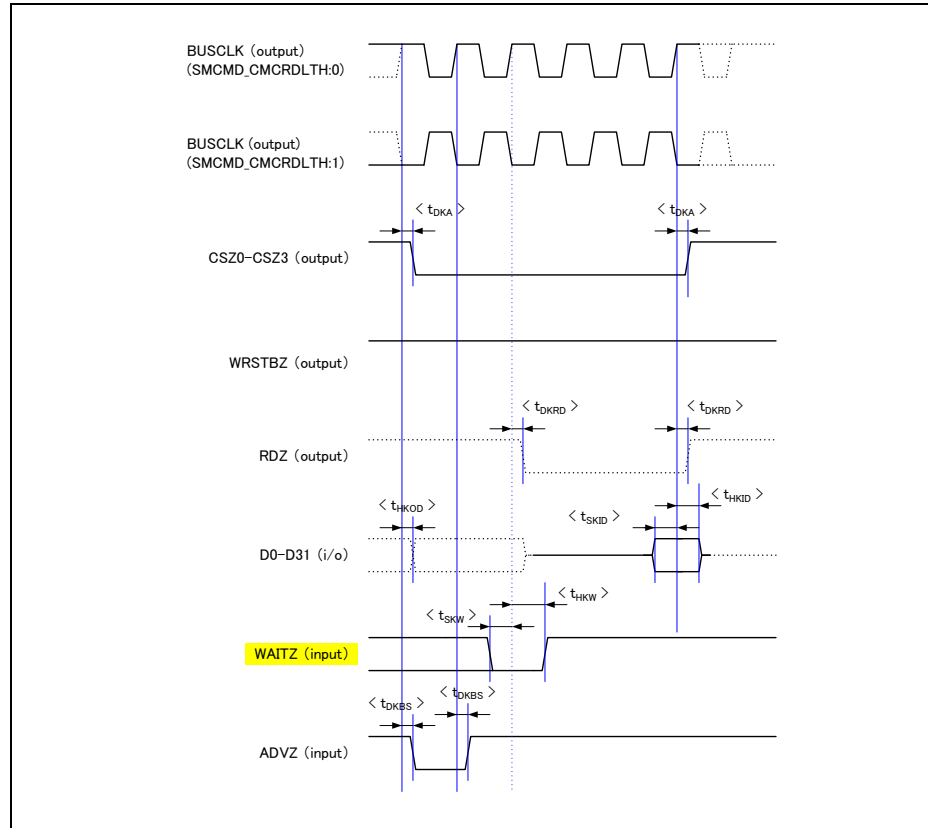 BUSCLK (output)
(SMCMD_CMCRDLTH:0)
BUSCLK (output)
(SMCMD_CMCRDLTH:1)
< tDKA >
< tDKA >
CSZ0-CSZ3 (output)
WRSTBZ (output)
< tDKRD >
< tDKRD >
RDZ (output)
< tHKOD >
< tSKID >
< tHKID >
D0-D31 (i/o)
< tSKW >
< tHKW >
WAITZ (input)
< tDKBS >
< tDKBS >
ADVZ (input)